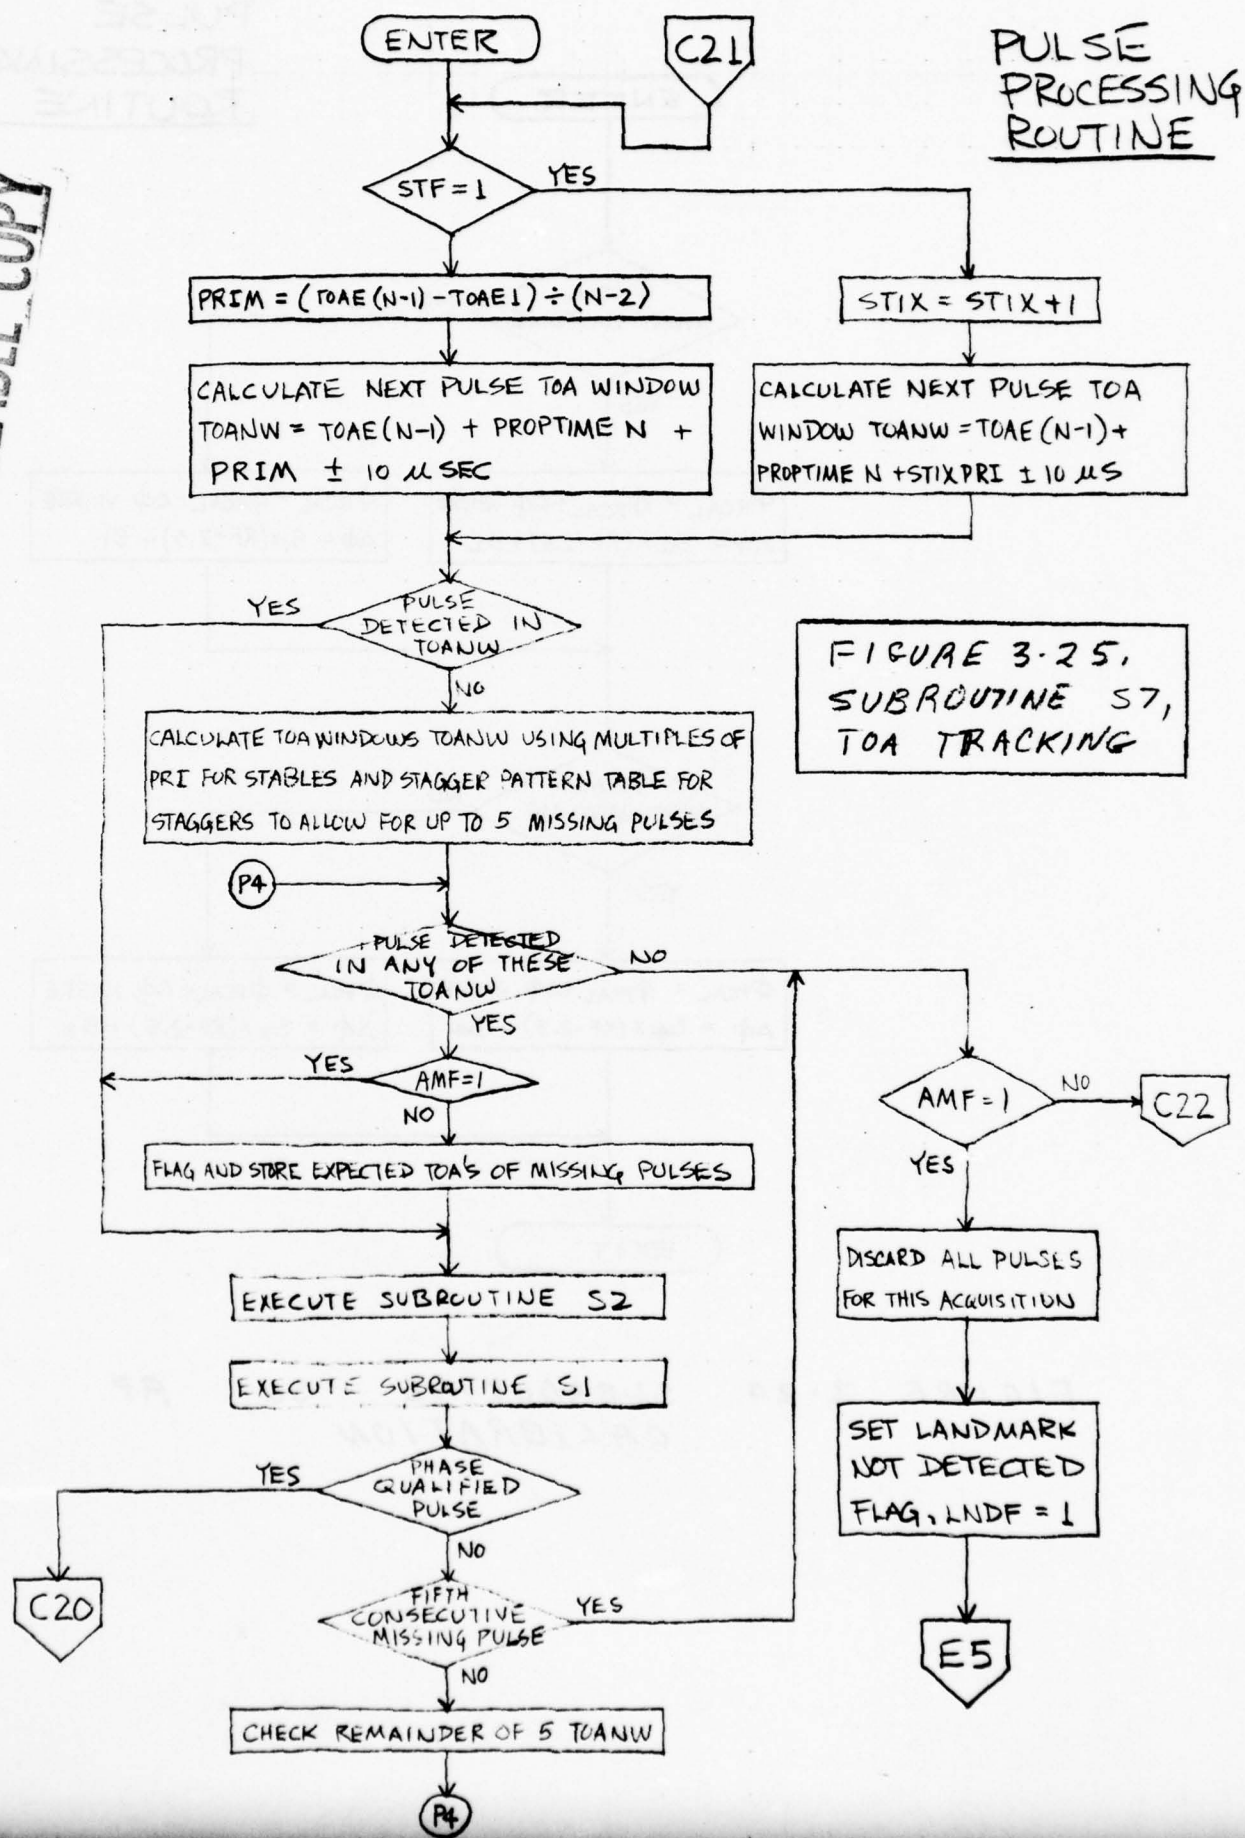 ENTER
C21
PULSE
PROCESSING
ROUTINE
STF = 1
YES
PRIM = (TOAE(N-1) - TOAE1) ÷ (N-2)
STIX = STIX+1
CALCULATE NEXT PULSE TOA WINDOW
TOANW = TOAE(N-1) + PROPTIME N +
PRIM ± 10 μSEC
CALCULATE NEXT PULSE TOA
WINDOW TOANW = TOAE(N-1)+
PROPTIME N +STIXPRI ± 10 μS
YES
PULSE
DETECTED IN
TOANW
NO
FIGURE 3-25.
SUBROUTINE S7,
TOA TRACKING
CALCULATE TOA WINDOWS TOANW USING MULTIPLES OF
PRI FOR STABLES AND STAGGER PATTERN TABLE FOR
STAGGERS TO ALLOW FOR UP TO 5 MISSING PULSES
P4
PULSE DETECTED
IN ANY OF THESE
TOANW
NO
YES
YES
AMF=1
NO
AMF=1
NO
C22
YES
FLAG AND STORE EXPECTED TOA'S OF MISSING PULSES
EXECUTE SUBROUTINE S2
DISCARD ALL PULSES
FOR THIS ACQUISITION
EXECUTE SUBROUTINE S1
SET LANDMARK
NOT DETECTED
FLAG, LNDF = 1
YES
PHASE
QUALIFIED
PULSE
NO
C20
FIFTH
CONSECUTIVE
MISSING PULSE
YES
NO
E5
CHECK REMAINDER OF 5 TOANW
P4
COPY